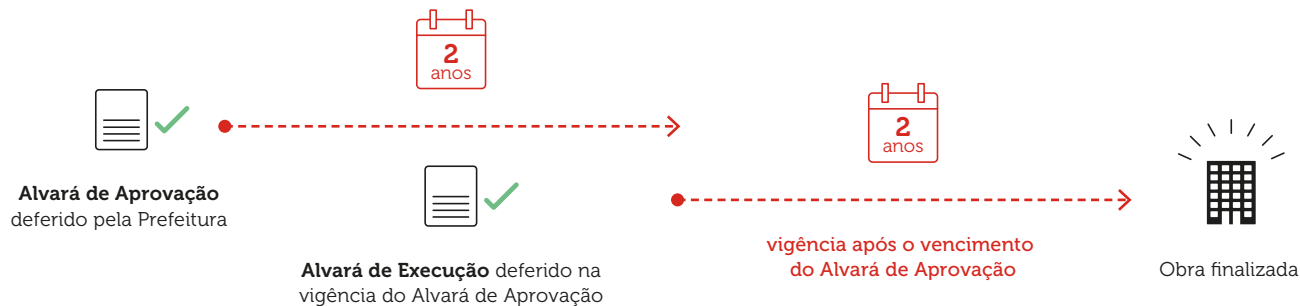 2
anos
Alvará de Aprovação
deferido pela Prefeitura
Alvará de Execução deferido na
vigência do Alvará de Aprovação
2
anos
vigência após o vencimento
do Alvará de Aprovação
Obra finalizada